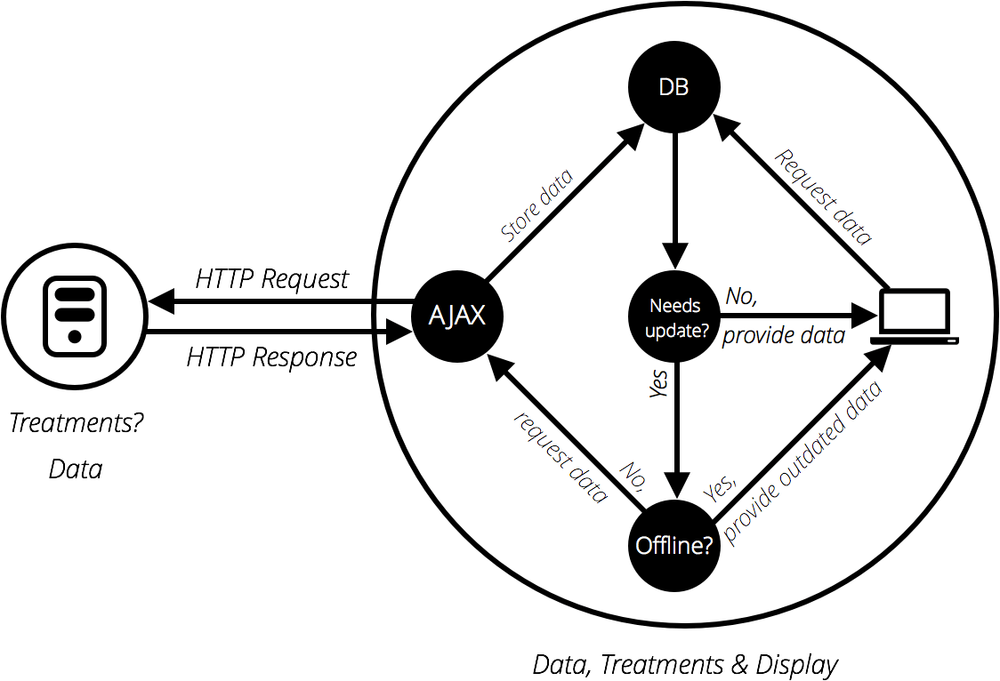 DB
Store data
Request data
HTTP Request
AJAX
Needs
update?
No,
provide data
HTTP Response
Yes
Treatments?
Data
No,
request data
Yes,
provide outdated data
Offline?
Data, Treatments & Display